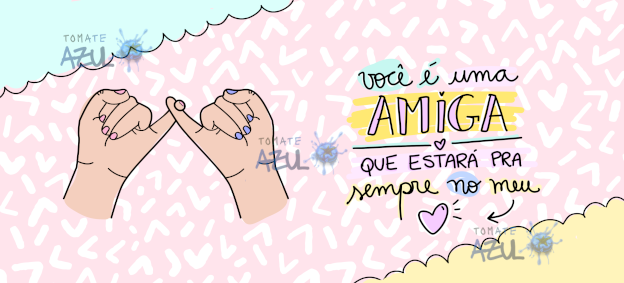 TOMATE
AZUL
VOCÊ É UMA
AMIGA
QUE ESTARÁ PRA
sempre no meu
TOMATE
AZUL
TOMATE
AZUL